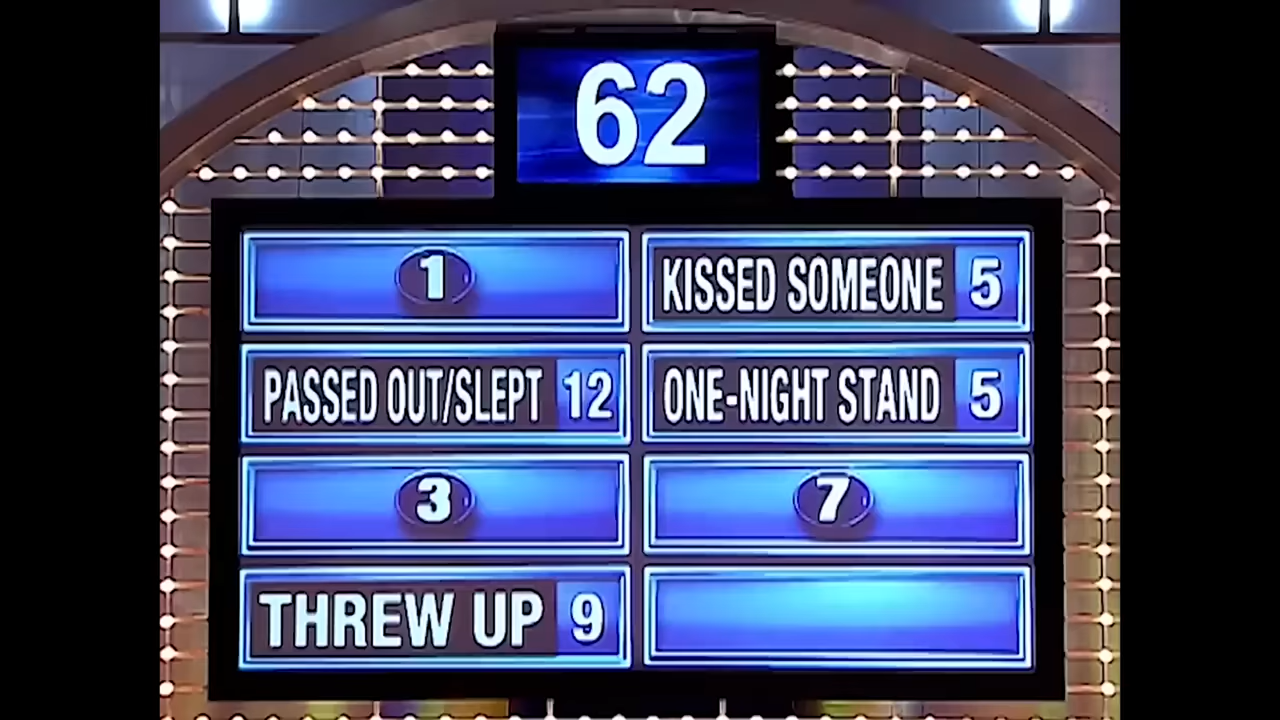 62
1
PASSED OUT/SLEPT 12
3
THREW UP 9
KISSED SOMEONE 5
ONE-NIGHT STAND 5
7